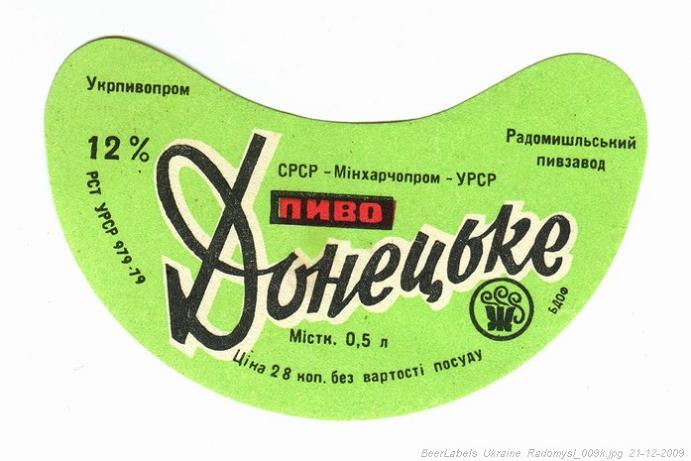 Укрпивопром
12%
РСТ УРСР 979-79
СРСР - Мінхарчопром - УРСР
Радомишльський
пивзавод
ПИВО
Донецьке
Ж
БДОФ
Містк. 0,5 л
Ціна 28 коп. без вартості посуду
BeerLabels Ukraine Radomysl_009k.jpg 21-12-2009